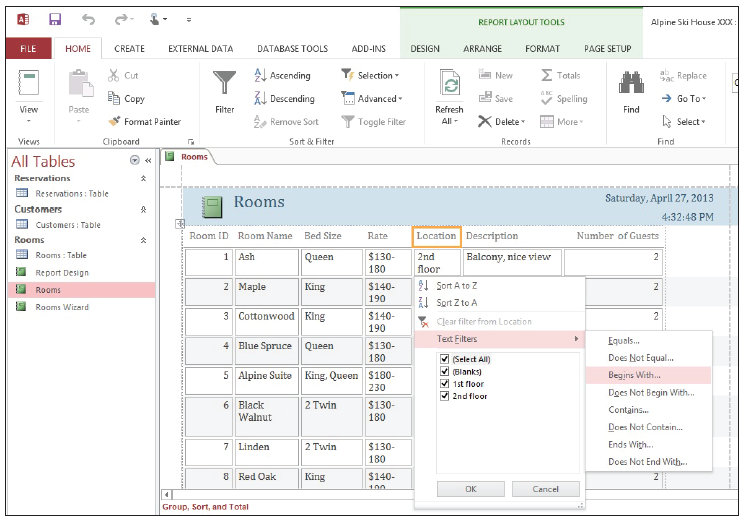 REPORT LAYOUT TOOLS
Alpine Ski House XXX :
FILE HOME CREATE EXTERNAL DATA DATABASE TOOLS ADD-INS DESIGN ARRANGE FORMAT PAGE SETUP
View
Views
Paste
Cut
Copy
Format Painter
Clipboard
Filter
Ascending
Descending
Remove Sort
Selection
Advanced
Toggle Filter
Sort & Filter
Refresh
All
New
Save
Delete
Totals
Spelling
More
Records
Find
Replace
Go To
Select
Find
All Tables
Reservations
Reservations : Table
Customers
Customers : Table
Rooms
Rooms : Table
Report Design
Rooms
Rooms Wizard
Rooms
Rooms
Saturday, April 27, 2013
4:32:48 PM
Room ID Room Name Bed Size Rate Location Description Number of Guests
1 Ash Queen $130-
180
2nd
floor
Balcony, nice view 2
2 Maple King $140-
190
2
3 Cottonwood King $140-
190
2
4 Blue Spruce Queen $130-
180
5 Alpine Suite King, Queen $180-
230
6 Black
Walnut
2 Twin $130-
180
7 Linden 2 Twin $130-
180
8 Red Oak King $140-
190
2
Sort A to Z
Sort Z to A
Clear filter from Location
Text Filters
(Select All)
(Blanks)
1st floor
2nd floor
OK Cancel
Equals...
Does Not Equal...
Begins With...
Does Not Begin With...
Contains...
Does Not Contain...
Ends With...
Does Not End With...
Group, Sort, and Total